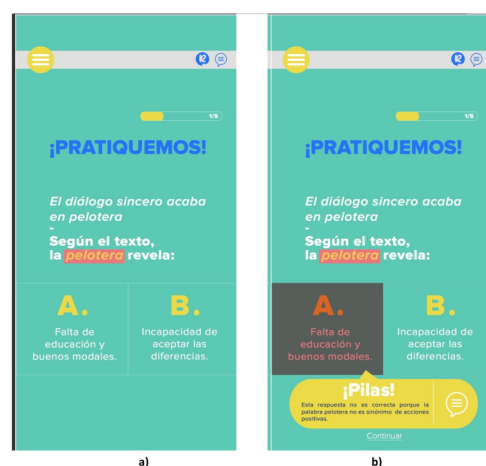 1/5
¡PRATIQUEMOS!
El diálogo sincero acaba
en pelotera
-
Según el texto,
la pelotera revela:
A.
Falta de
educación y
buenos modales.
B.
Incapacidad de
aceptar las
diferencias.
a)
1/5
¡PRATIQUEMOS!
El diálogo sincero acaba
en pelotera
-
Según el texto,
la pelotera revela:
A.
Falta de
educación y
buenos modales.
B.
Incapacidad de
aceptar las
diferencias.
¡Pilas!
Esta respuesta no es correcta porque la
palabra pelotera no es sinónimo de acciones
positivas.
Continuar
b)